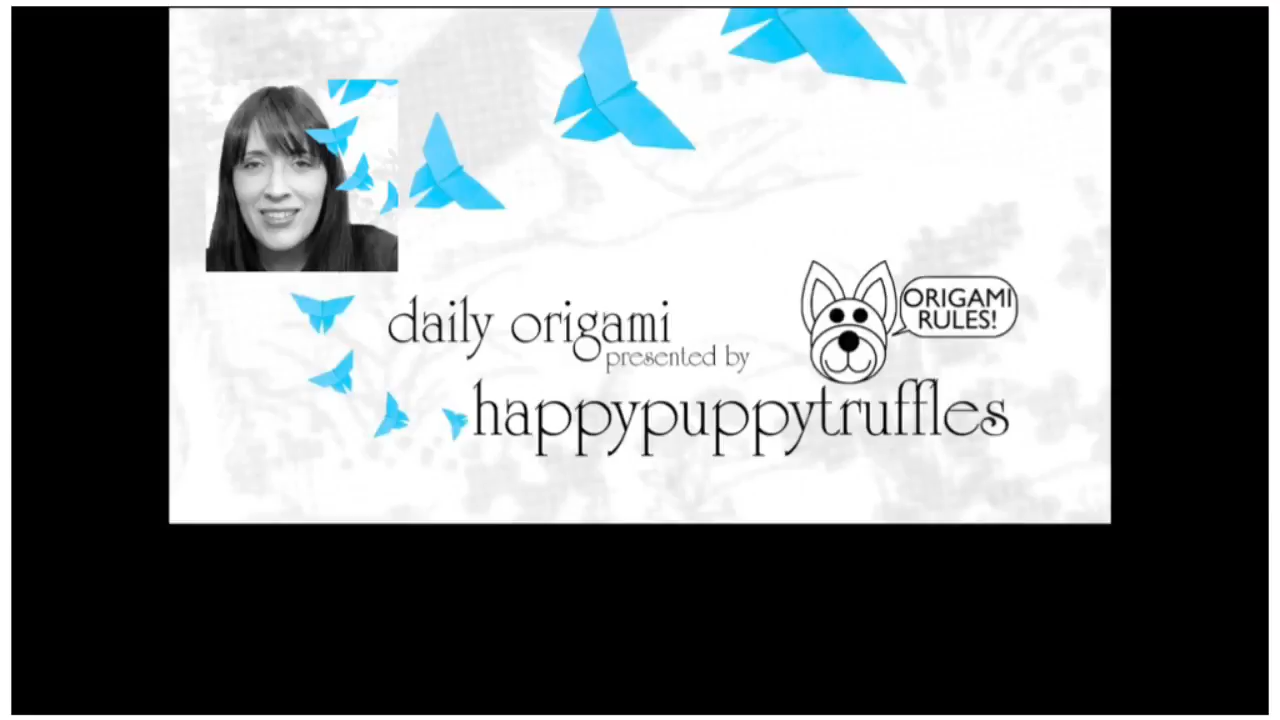 ORIGAMI
RULES!
daily origami
presented by
happypuppytruffles